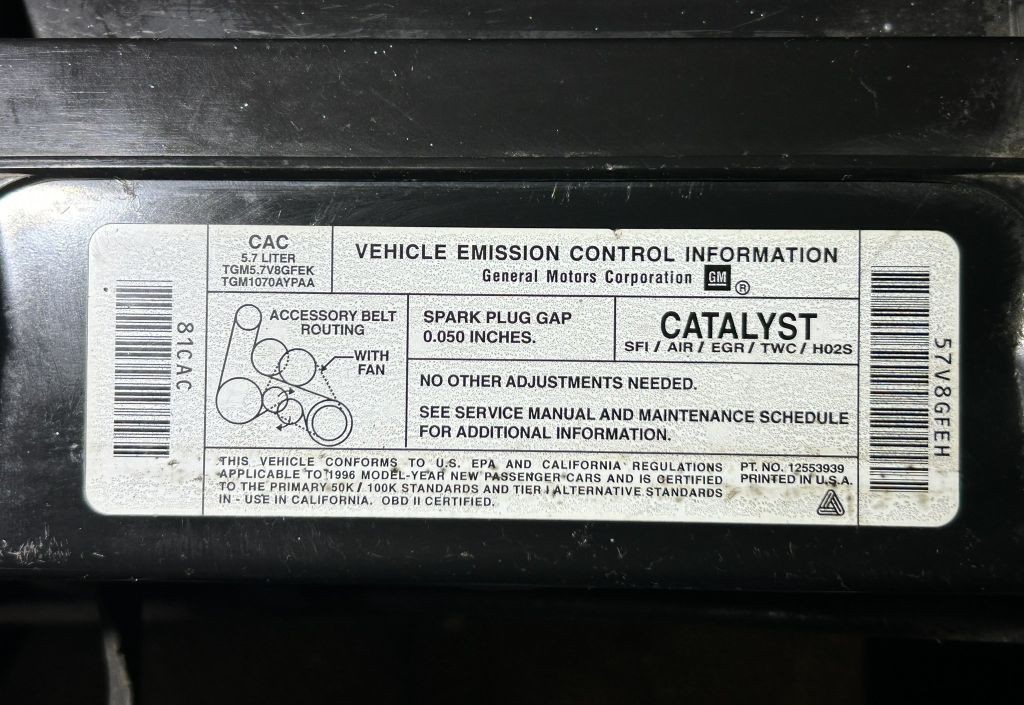 81CAC
CAC
5.7 LITER
TGM5.7V8GFEK
TGM1070AYPAA
VEHICLE EMISSION CONTROL INFORMATION
General Motors Corporation GM ®
ACCESSORY BELT
ROUTING
WITH
FAN
SPARK PLUG GAP
0.050 INCHES.
CATALYST
SFI / AIR / EGR / TWC / H02S
NO OTHER ADJUSTMENTS NEEDED.
SEE SERVICE MANUAL AND MAINTENANCE SCHEDULE
FOR ADDITIONAL INFORMATION.
THIS VEHICLE CONFORMS TO U.S. EPA AND CALIFORNIA REGULATIONS
APPLICABLE TO 1996 MODEL-YEAR NEW PASSENGER CARS AND IS CERTIFIED
TO THE PRIMARY 50K / 100K STANDARDS AND TIER I ALTERNATIVE STANDARDS
IN - USE IN CALIFORNIA. OBD II CERTIFIED.
PT. NO. 12553939
PRINTED IN U.S.A.
57V8GFEH